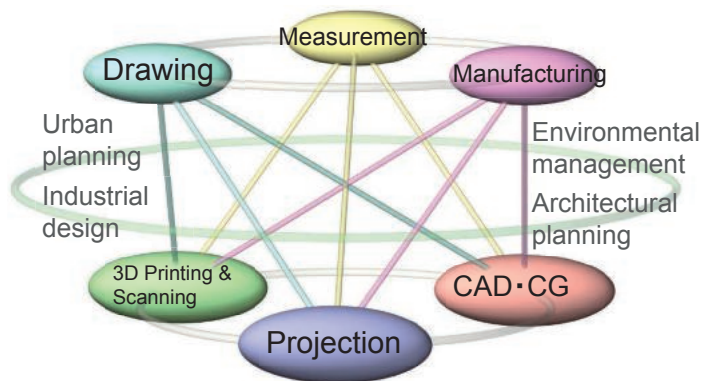 Measurement
Drawing
Manufacturing
Urban
planning
Industrial
design
Environmental
management
Architectural
planning
3D Printing &
Scanning
CAD･CG
Projection